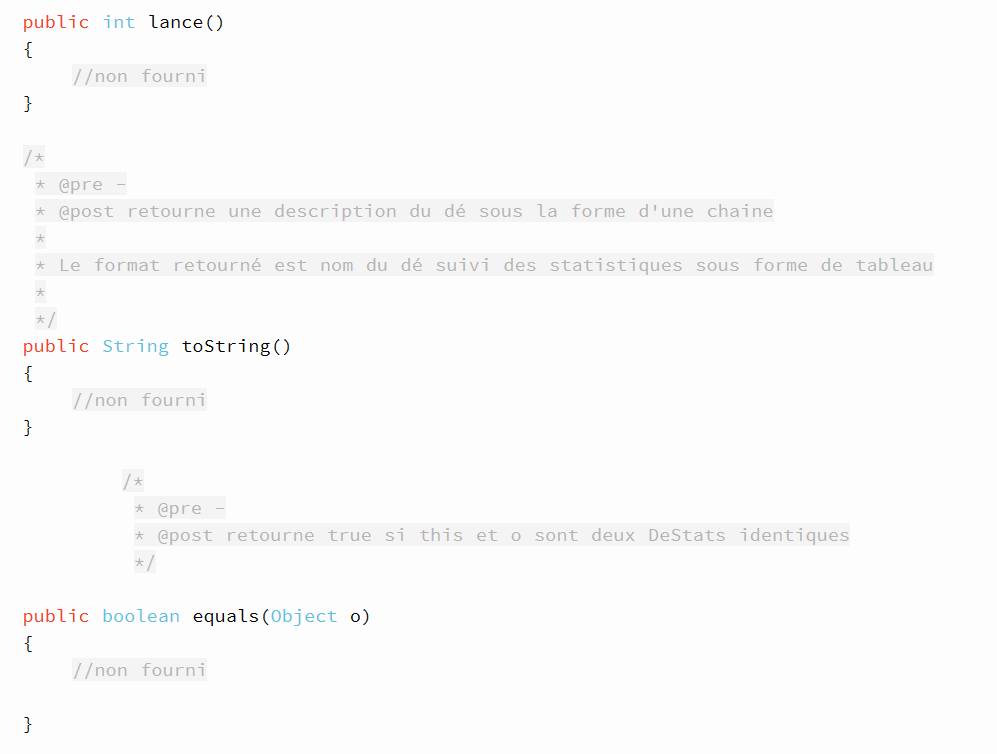 public int lance()
{
//non fourni
}
/*
* @pre -
* @post retourne une description du dé sous la forme d'une chaine
*
* Le format retourné est nom du dé suivi des statistiques sous forme de tableau
*
*/
public String toString()
{
//non fourni
}
/*
* @pre -
* @post retourne true si this et o sont deux DeStats identiques
*/
public boolean equals(Object o)
{
//non fourni
}